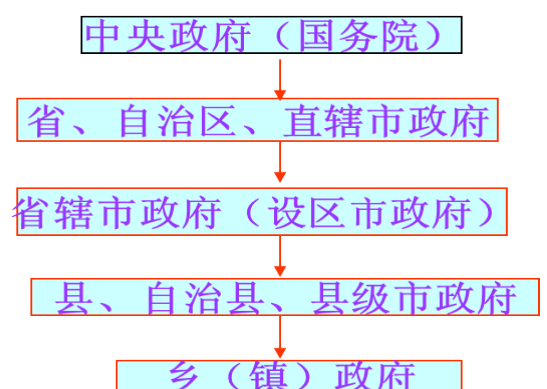 中央政府（国务院）
省、自治区、直辖市政府
省辖市政府（设区市政府）
县、自治县、县级市政府
乡（镇）政府